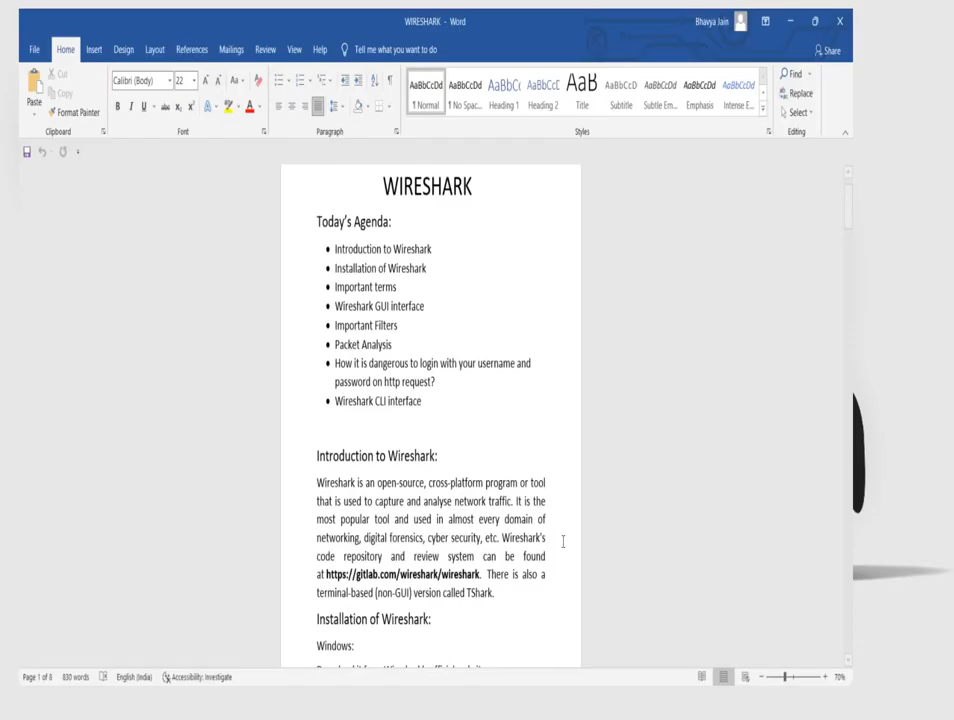 WIRESHARK - Word
Bhavya Jain
File Home Insert Design Layout References Mailings Review View Help Tell me what you want to do
Share
Cut
Copy
Paste
Format Painter
Clipboard
Calibri (Body) 22
Font
Paragraph
AaBbCcDd AaBbCcDd AaBbCc AaBbCcC AaB AaBbCcDd AaBbCcDd AaBbCcDd AaBbCcDd
¶ Normal ¶ No Spac... Heading 1 Heading 2 Title Subtitle Subtle Em... Emphasis Intense E...
Styles
Find
Replace
Select
Editing
WIRESHARK
Today's Agenda:
• Introduction to Wireshark
• Installation of Wireshark
• Important terms
• Wireshark GUI interface
• Important Filters
• Packet Analysis
• How it is dangerous to login with your username and
password on http request?
• Wireshark CLI interface
Introduction to Wireshark:
Wireshark is an open-source, cross-platform program or tool
that is used to capture and analyse network traffic. It is the
most popular tool and used in almost every domain of
networking, digital forensics, cyber security, etc. Wireshark's
code repository and review system can be found
at https://gitlab.com/wireshark/wireshark. There is also a
terminal-based (non-GUI) version called TShark.
Installation of Wireshark:
Windows:
Page 1 of 8 830 words English (India) Accessibility: Investigate 70%